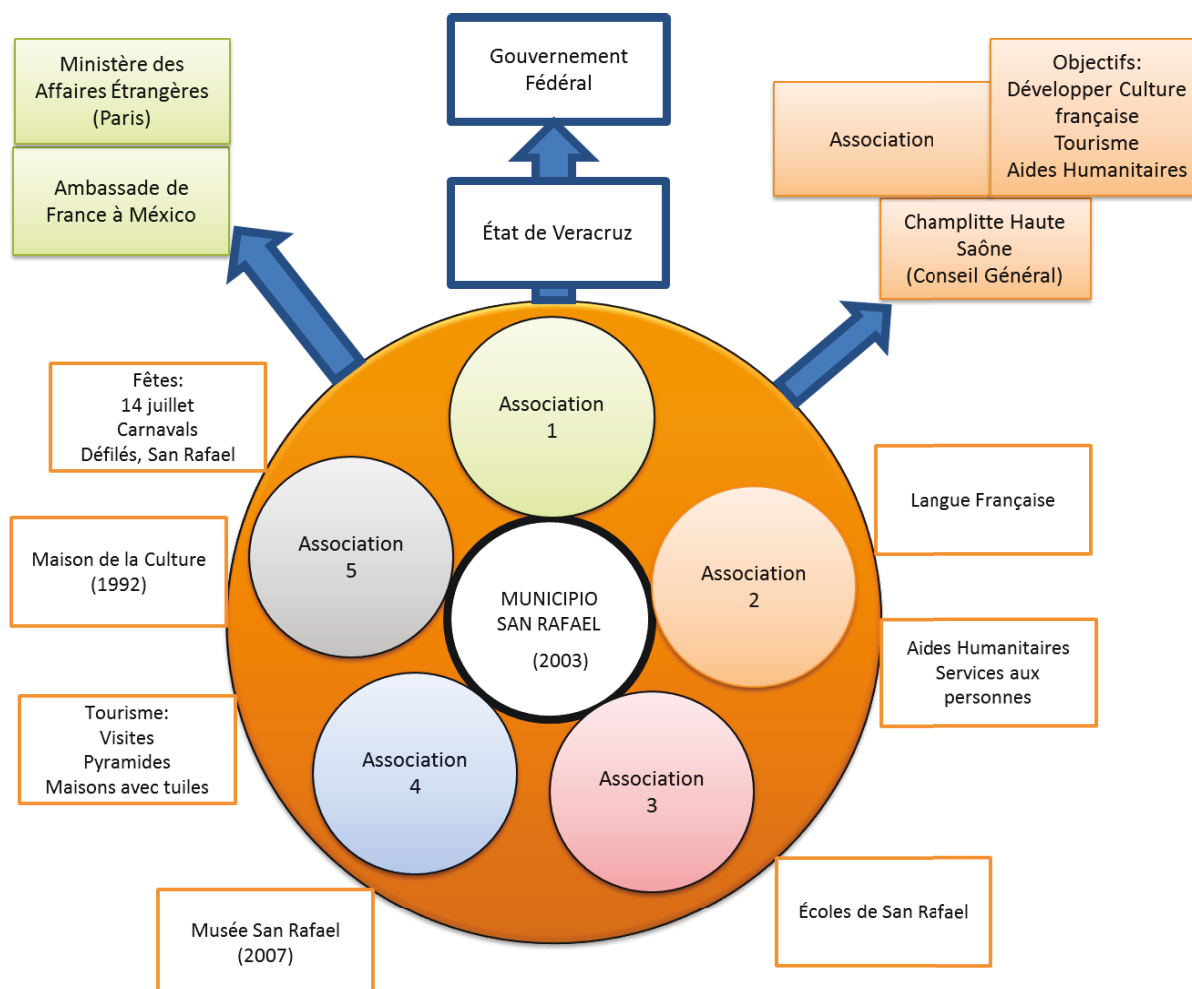 Ministère des
Affaires Étrangères
(Paris)
Ambassade de
France à México
Gouvernement
Fédéral
État de Veracruz
Association
Objectifs:
Développer Culture
française
Tourisme
Aides Humanitaires
Champlitte Haute
Saône
(Conseil Général)
Fêtes:
14 juillet
Carnavals
Défilés, San Rafael
Maison de la Culture
(1992)
Tourisme:
Visites
Pyramides
Maisons avec tuiles
Musée San Rafael
(2007)
Association
1
Association
2
Association
3
Association
4
Association
5
MUNICIPIO
SAN RAFAEL
(2003)
Langue Française
Aides Humanitaires
Services aux
personnes
Écoles de San Rafael